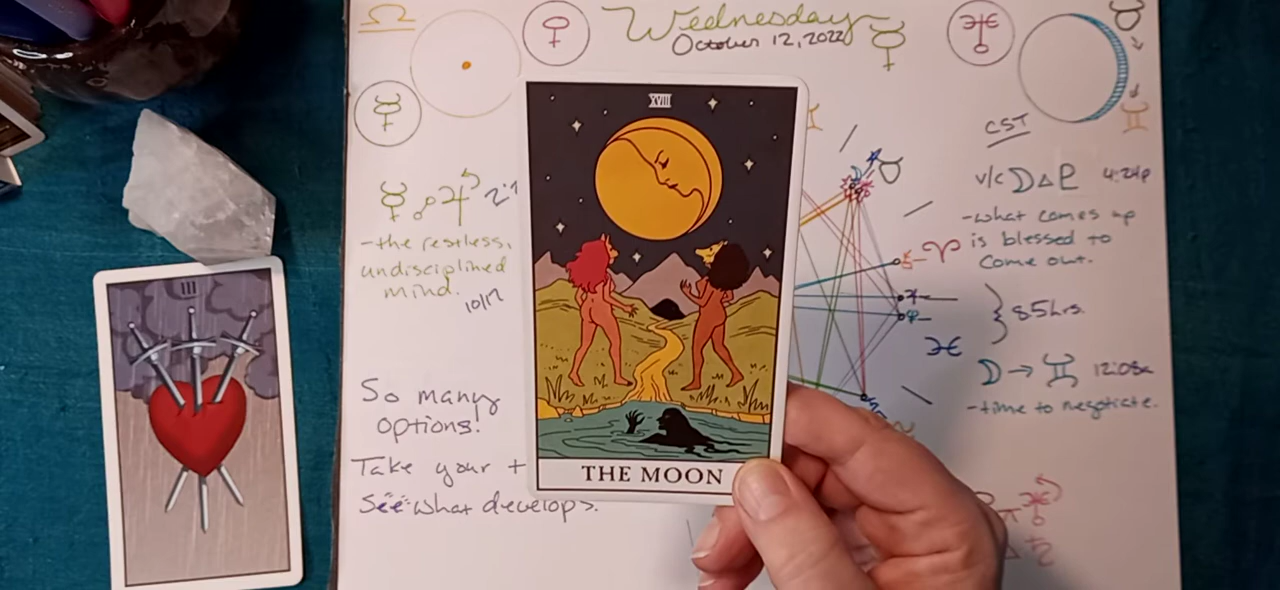 Wednesday
October 12, 2022
XVIII
-the restless,
undisciplined
mind.
10/17
So many
options!
Take your
See what develops.
THE MOON
III
CST
v/c 4:24p
-what comes up
is blessed to
come out.
85hrs.
12:08a
-time to negotiate.